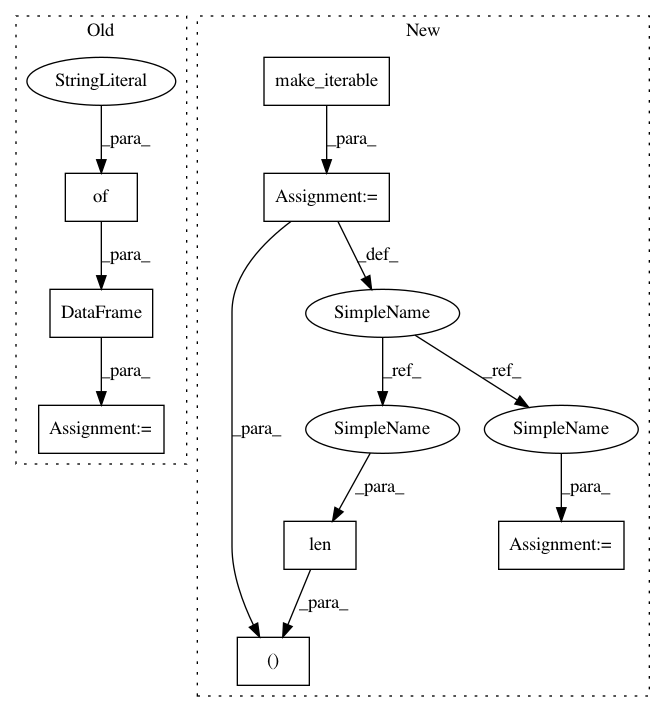 Old
New
StringLiteral
make_iterable
_para_
_para_
of
Assignment:=
_para_
_def_
DataFrame
SimpleName
_para_
_ref_
_ref_
Assignment:=
_para_
SimpleName
SimpleName
_para_
_para_
len
Assignment:=
_para_
()